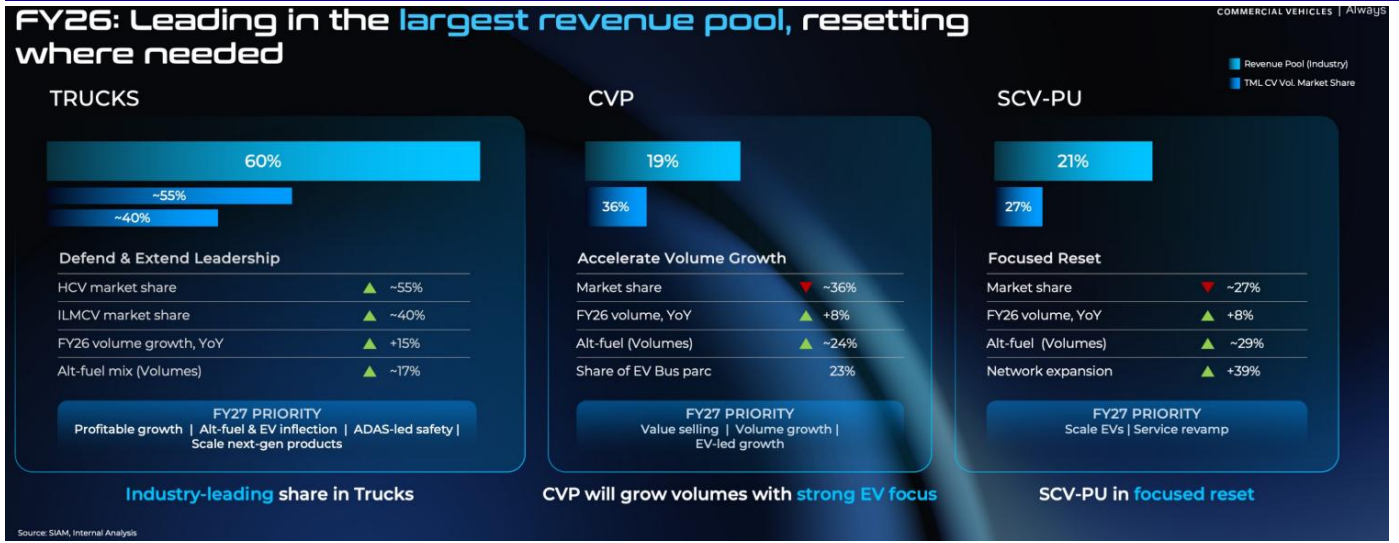 FY26: Leading in the largest revenue pool, resetting
where needed
COMMERCIAL VEHICLES | Always
Revenue Pool (Industry)
TML CV Vol. Market Share
TRUCKS
60%
~55%
~40%
Defend & Extend Leadership
HCV market share ▲ ~55%
ILMCV market share ▲ ~40%
FY26 volume growth, YoY ▲ +15%
Alt-fuel mix (Volumes) ▲ ~17%
FY27 PRIORITY
Profitable growth | Alt-fuel & EV inflection | ADAS-led safety |
Scale next-gen products
Industry-leading share in Trucks
CVP
19%
36%
Accelerate Volume Growth
Market share ▼ ~36%
FY26 volume, YoY ▲ +8%
Alt-fuel (Volumes) ▲ ~24%
Share of EV Bus parc 23%
FY27 PRIORITY
Value selling | Volume growth |
EV-led growth
CVP will grow volumes with strong EV focus
SCV-PU
21%
27%
Focused Reset
Market share ▼ ~27%
FY26 volume, YoY ▲ +8%
Alt-fuel (Volumes) ▲ ~29%
Network expansion ▲ +39%
FY27 PRIORITY
Scale EVs | Service revamp
SCV-PU in focused reset
Source: SIAM, Internal Analysis